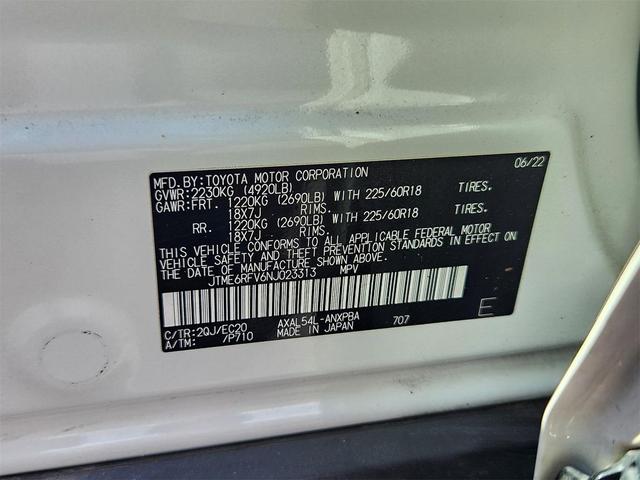 06/22
MFD.BY:TOYOTA MOTOR CORPORATION
GVWR:2230KG (4920LB)
GAWR:FRT. 1220KG (2690LB) WITH 225/60R18 TIRES.
18X7J RIMS.
RR. 1220KG (2690LB) WITH 225/60R18 TIRES.
18X7J RIMS.
THIS VEHICLE CONFORMS TO ALL APPLICABLE FEDERAL MOTOR
VEHICLE SAFETY AND THEFT PREVENTION STANDARDS IN EFFECT ON
THE DATE OF MANUFACTURE SHOWN ABOVE.
JTME6RFV6NJ023313 MPV
C/TR:2QJ/EC20 AXAL54L-ANXPBA 707 E
A/TM: /P710 MADE IN JAPAN